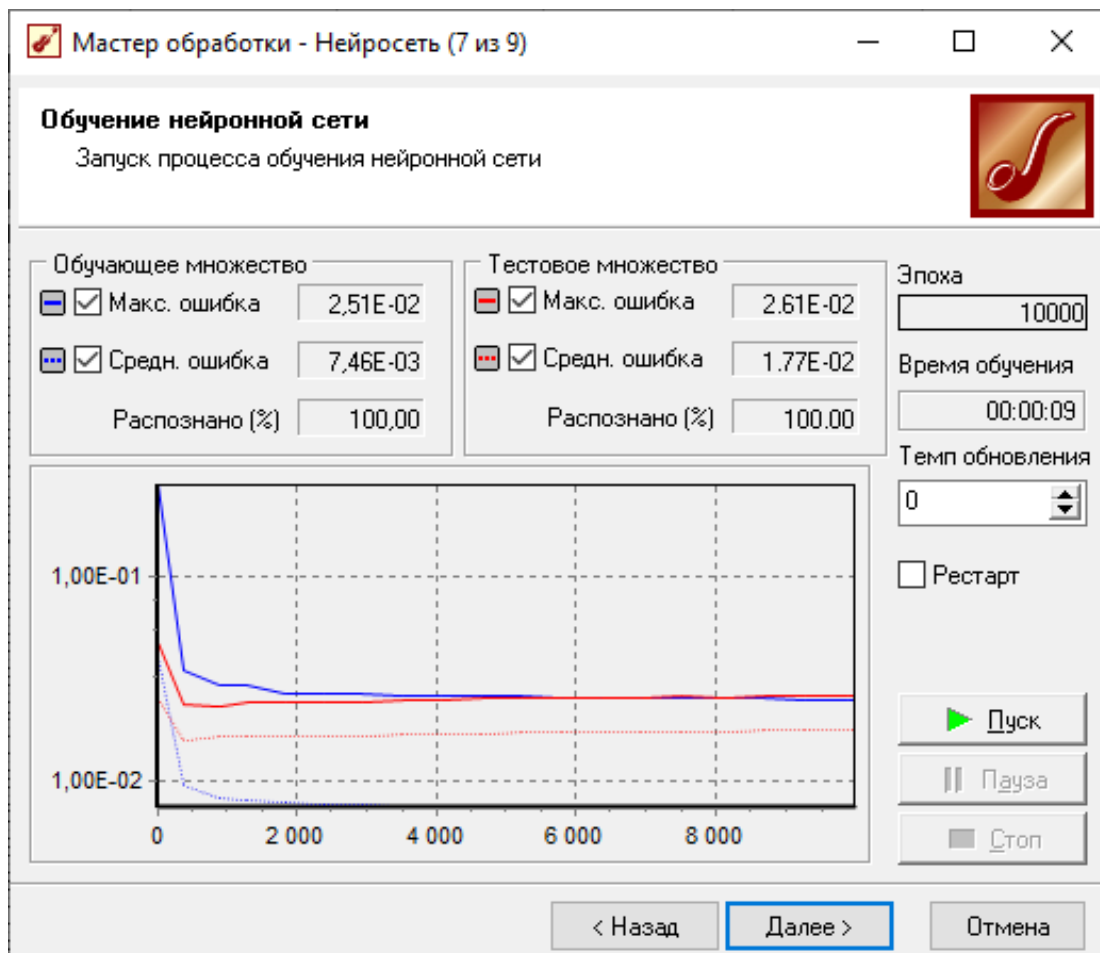 Мастер обработки - Нейросеть (7 из 9)
Обучение нейронной сети
Запуск процесса обучения нейронной сети
Обучающее множество
Макс. ошибка 2,51E-02
Средн. ошибка 7,46E-03
Распознано (%) 100,00
Тестовое множество
Макс. ошибка 2.61E-02
Средн. ошибка 1.77E-02
Распознано (%) 100.00
Эпоха
10000
Время обучения
00:00:09
Темп обновления
0
Рестарт
1,00E-01
1,00E-02
0 2 000 4 000 6 000 8 000
Пуск
Пауза
Стоп
< Назад Далее > Отмена